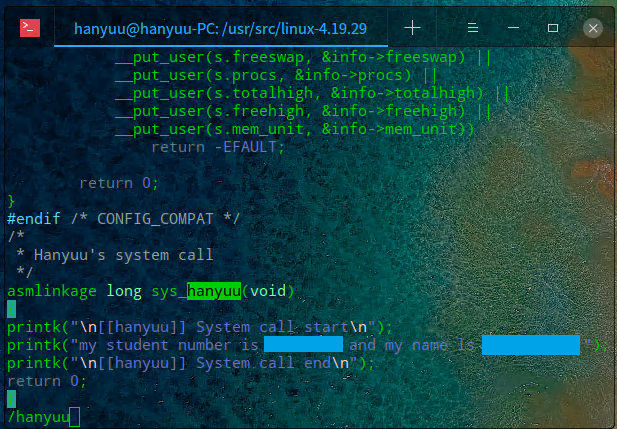 hanyuu@hanyuu-PC: /usr/src/linux-4.19.29
__put_user(s.freeswap, &info->freeswap) ||
__put_user(s.procs, &info->procs) ||
__put_user(s.totalhigh, &info->totalhigh) ||
__put_user(s.freehigh, &info->freehigh) ||
__put_user(s.mem_unit, &info->mem_unit))
return -EFAULT;
return 0;
}
#endif /* CONFIG_COMPAT */
/*
* Hanyuu's system call
*/
asmlinkage long sys_hanyuu(void)
{
printk("\n[[hanyuu]] System call start\n");
printk("my student number is and my name is ");
printk("\n[[hanyuu]] System call end\n");
return 0;
}
/hanyuu